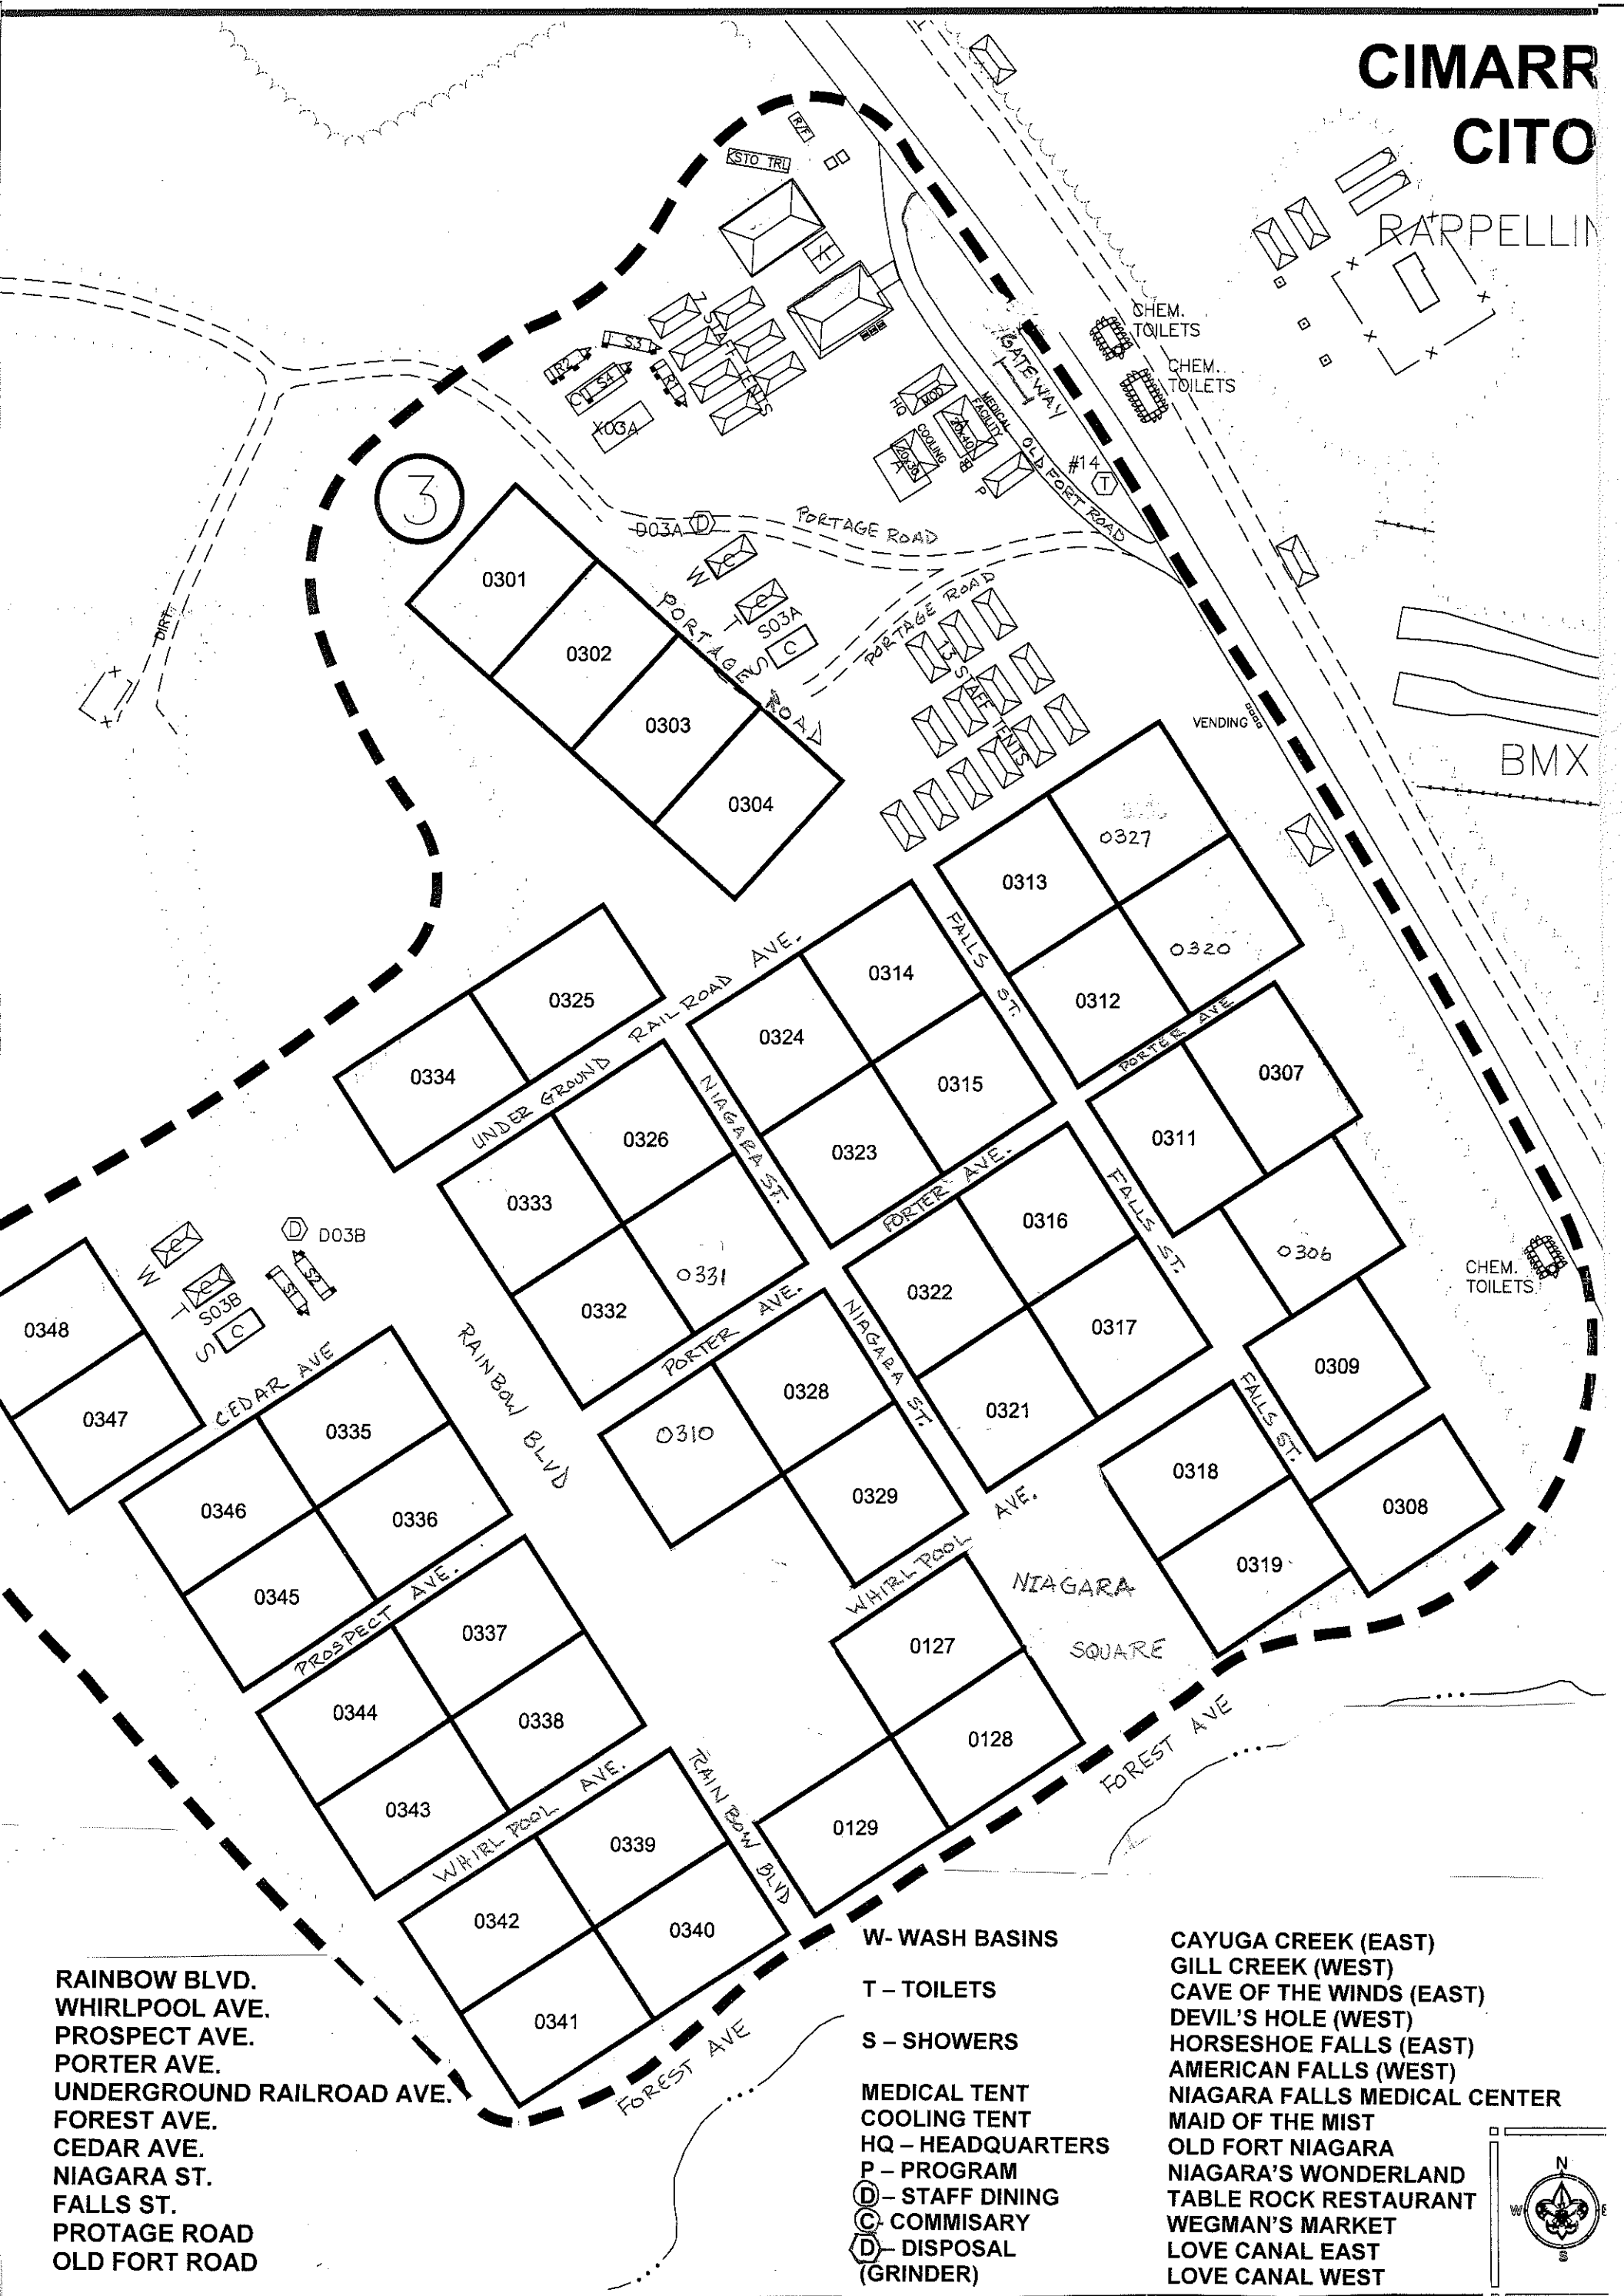 CIMARR
CITO
R/F
STO TRL
RAPPELLIN
CHEM.
TOILETS
CHEM.
TOILETS
GATEWAY
7 STAFF TENTS
S3
R2
S4
C
R1
X03A
HQ
MOD
MEDICAL
FACILITY
20X40
COOLING
A
P
OLD FORT ROAD
#14
T
3
D03A
D
PORTAGE ROAD
PORTAGE ROAD
W
T
S03A
S
C
PORTAGE
ROAD
13 STAFF TENTS
DIRT
VENDING
BMX
0301
0302
0303
0304
0327
0313
0320
0312
FALLS
ST.
PORTER AVE
0314
0324
0315
0323
0325
0334
UNDER GROUND RAIL ROAD AVE.
0326
0333
0331
0332
NIAGARA ST.
PORTER AVE.
0307
0311
0306
0309
0308
CHEM.
TOILETS
FALLS ST.
0316
0322
0317
0321
PORTER AVE.
NIAGARA ST.
0328
0310
0329
WHIRL POOL AVE.
FALLS ST.
0318
0319
NIAGARA
SQUARE
0127
0128
0129
FOREST AVE
D
D03B
W
T
S03B
S
C
S1
S2
0348
0347
CEDAR AVE
RAINBOW BLVD
0335
0346
0336
0345
PROSPECT AVE.
0337
0344
0338
0343
WHIRL POOL AVE.
RAINBOW BLVD
0339
0342
0340
0341
FOREST AVE
RAINBOW BLVD.
WHIRLPOOL AVE.
PROSPECT AVE.
PORTER AVE.
UNDERGROUND RAILROAD AVE.
FOREST AVE.
CEDAR AVE.
NIAGARA ST.
FALLS ST.
PROTAGE ROAD
OLD FORT ROAD
W- WASH BASINS
T – TOILETS
S – SHOWERS
MEDICAL TENT
COOLING TENT
HQ – HEADQUARTERS
P – PROGRAM
D – STAFF DINING
C - COMMISARY
D – DISPOSAL
(GRINDER)
CAYUGA CREEK (EAST)
GILL CREEK (WEST)
CAVE OF THE WINDS (EAST)
DEVIL'S HOLE (WEST)
HORSESHOE FALLS (EAST)
AMERICAN FALLS (WEST)
NIAGARA FALLS MEDICAL CENTER
MAID OF THE MIST
OLD FORT NIAGARA
NIAGARA'S WONDERLAND
TABLE ROCK RESTAURANT
WEGMAN'S MARKET
LOVE CANAL EAST
LOVE CANAL WEST
N
W
S